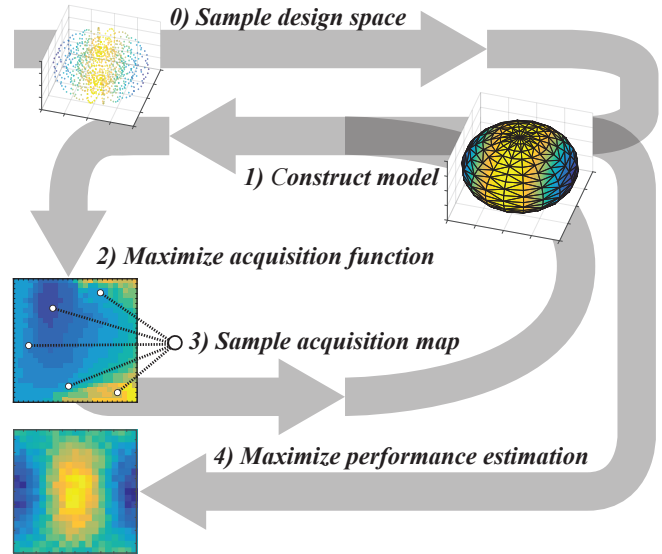 0) Sample design space
1) Construct model
2) Maximize acquisition function
3) Sample acquisition map
4) Maximize performance estimation